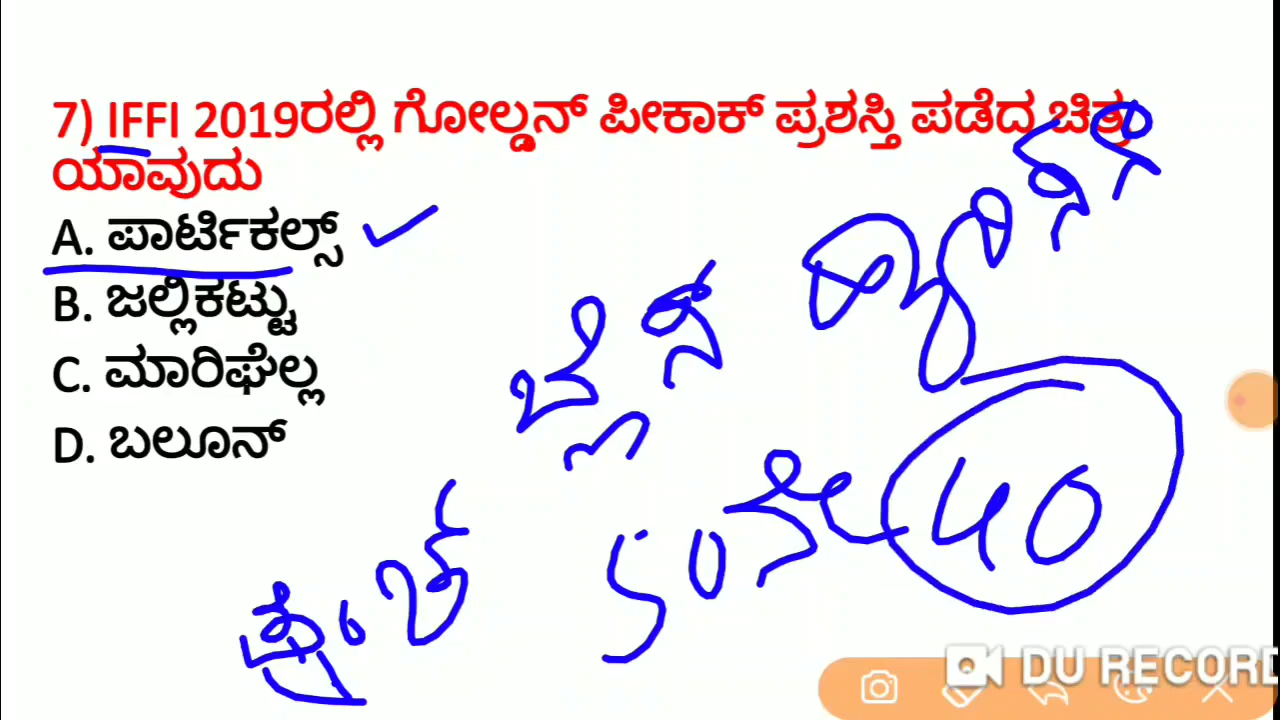 7) IFFI 2019ರಲ್ಲಿ ಗೋಲ್ಡನ್ ಪೀಕಾಕ್ ಪ್ರಶಸ್ತಿ ಪಡೆದ ಚಿತ್ರ
ಯಾವುದು
A. ಪಾರ್ಟಿಕಲ್ಸ್
B. ಜಲ್ಲಿಕಟ್ಟು
C. ಮಾರಿಘೆಲ್ಲ
D. ಬಲೂನ್
50ನೇ 40
ಫ್ರೆಂಚ್
DU RECORD